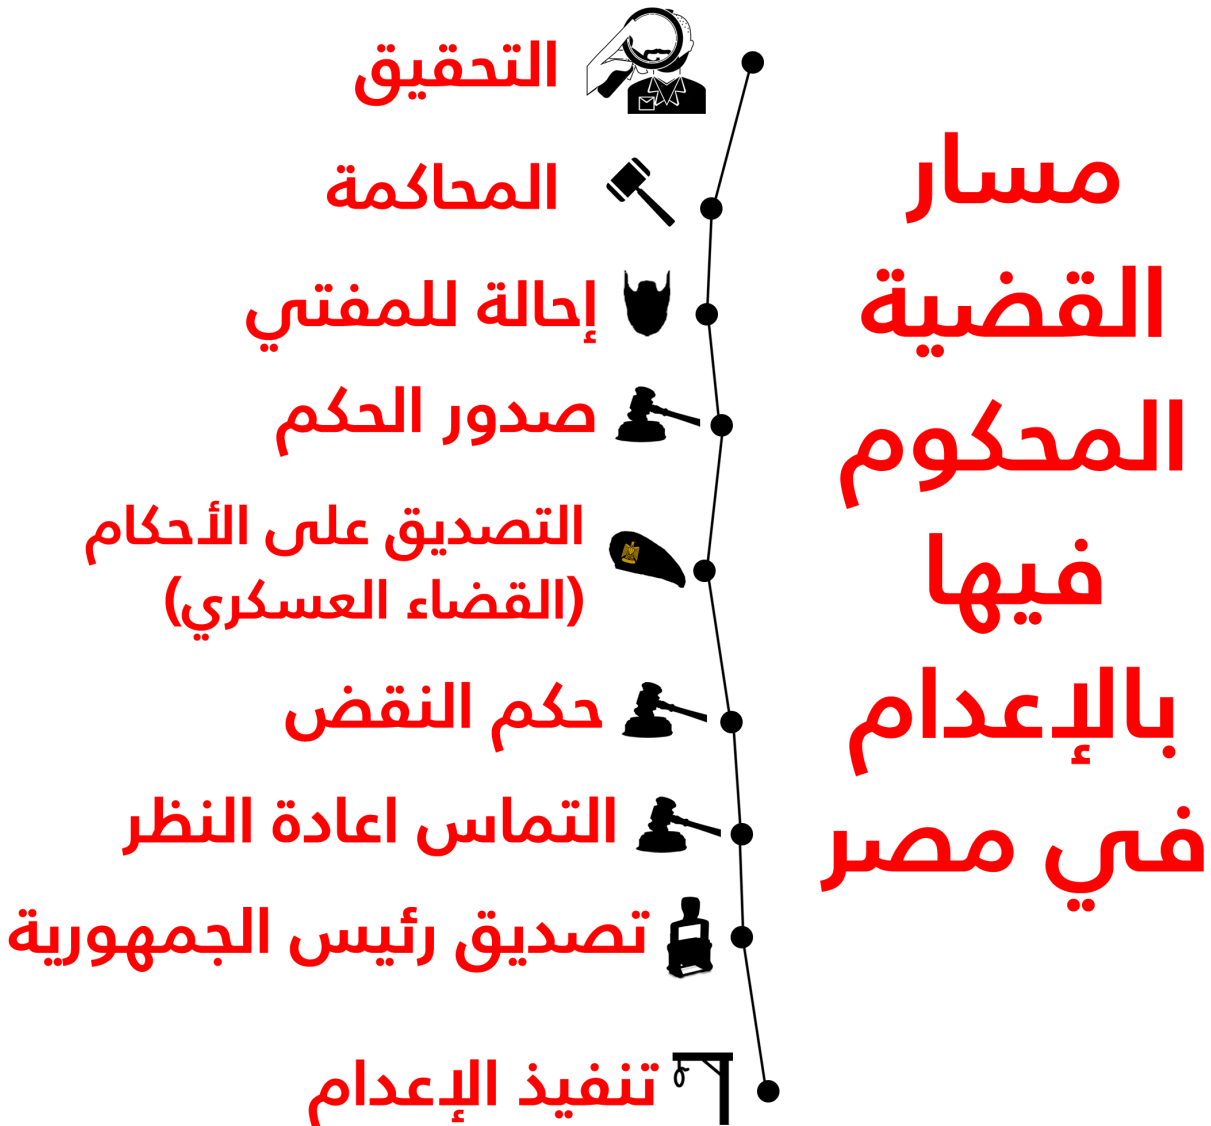 مسار
القضية
المحكوم
فيها
بالإعدام
في مصر
التحقيق
المحاكمة
إحالة للمفتي
صدور الحكم
التصديق على الأحكام
(القضاء العسكري)
حكم النقض
التماس اعادة النظر
تصديق رئيس الجمهورية
تنفيذ الإعدام